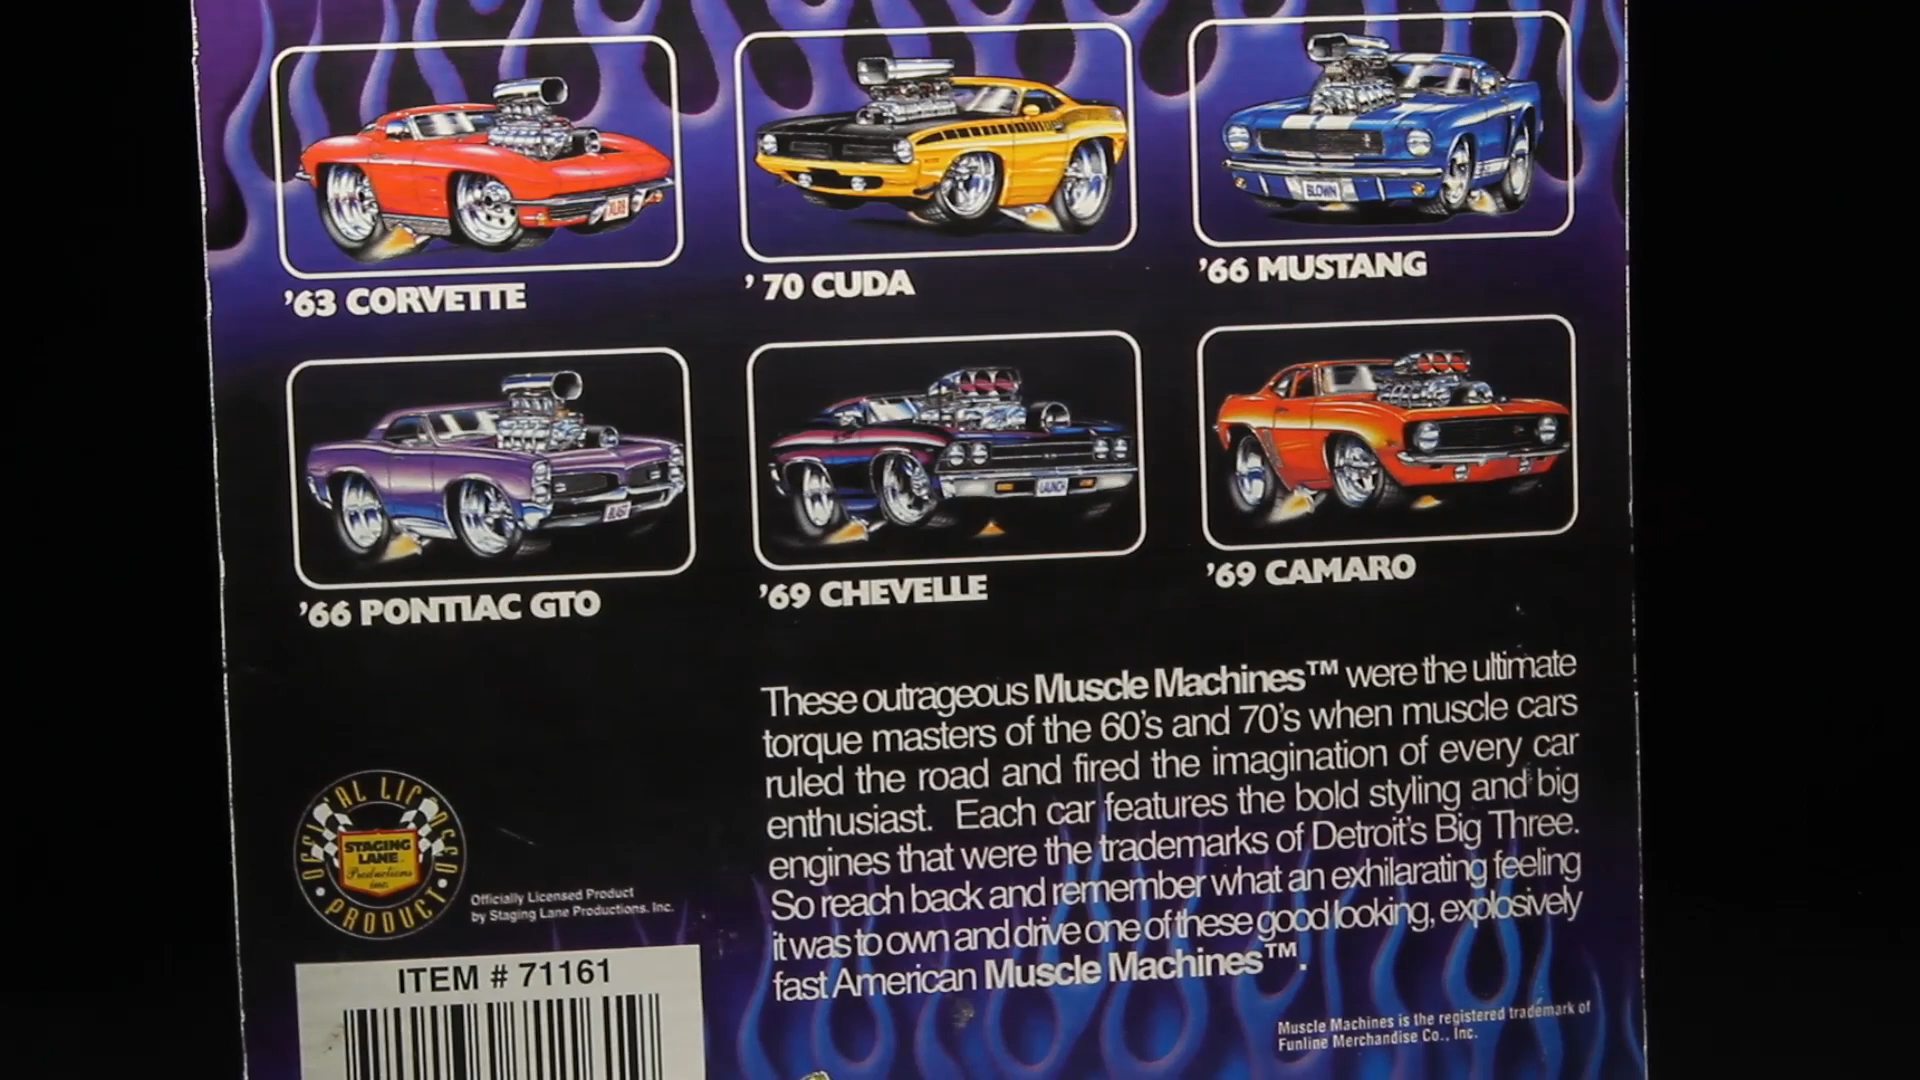 '63 CORVETTE
' 70 CUDA
'66 MUSTANG
BLOWN
'66 PONTIAC GTO
'69 CHEVELLE
LAUNCH
'69 CAMARO
These outrageous Muscle Machines™ were the ultimate
torque masters of the 60's and 70's when muscle cars
ruled the road and fired the imagination of every car
enthusiast. Each car features the bold styling and big
engines that were the trademarks of Detroit's Big Three.
So reach back and remember what an exhilarating feeling
it was to own and drive one of these good looking, explosively
fast American Muscle Machines™.
OFFICIAL LICENSED
PRODUCT
STAGING
LANE
Productions
Inc.
Officially Licensed Product
by Staging Lane Productions. Inc.
ITEM # 71161
Muscle Machines is the registered trademark of
Funline Merchandise Co., Inc.